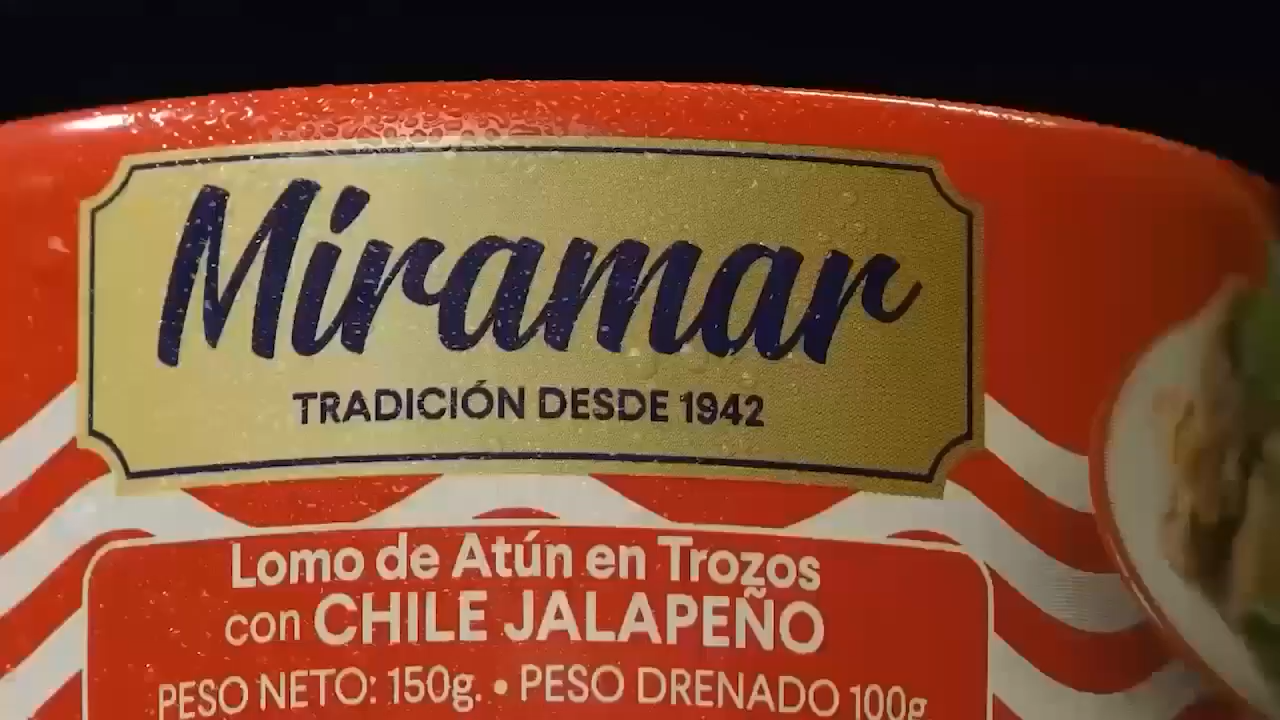 Miramar
TRADICIÓN DESDE 1942
Lomo de Atún en Trozos
con CHILE JALAPEÑO
PESO NETO: 150g. • PESO DRENADO 100g